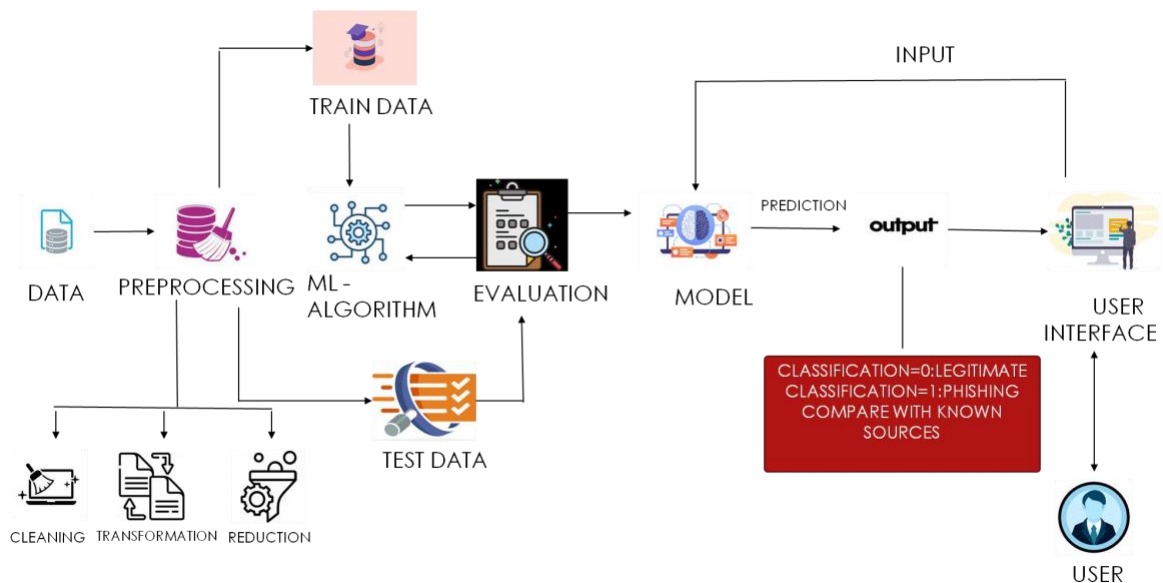 INPUT
TRAIN DATA
PREDICTION
output
DATA
PREPROCESSING
ML -
ALGORITHM
EVALUATION
MODEL
USER
INTERFACE
CLASSIFICATION=0:LEGITIMATE
CLASSIFICATION=1:PHISHING
COMPARE WITH KNOWN
SOURCES
TEST DATA
CLEANING
TRANSFORMATION
REDUCTION
USER